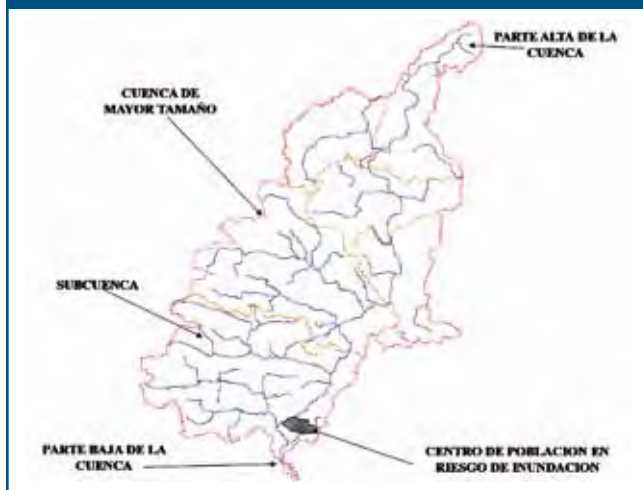 PARTE ALTA DE LA
CUENCA
CUENCA DE
MAYOR TAMAÑO
SUBCUENCA
PARTE BAJA DE LA
CUENCA
CENTRO DE POBLACION EN
RIESGO DE INUNDACION